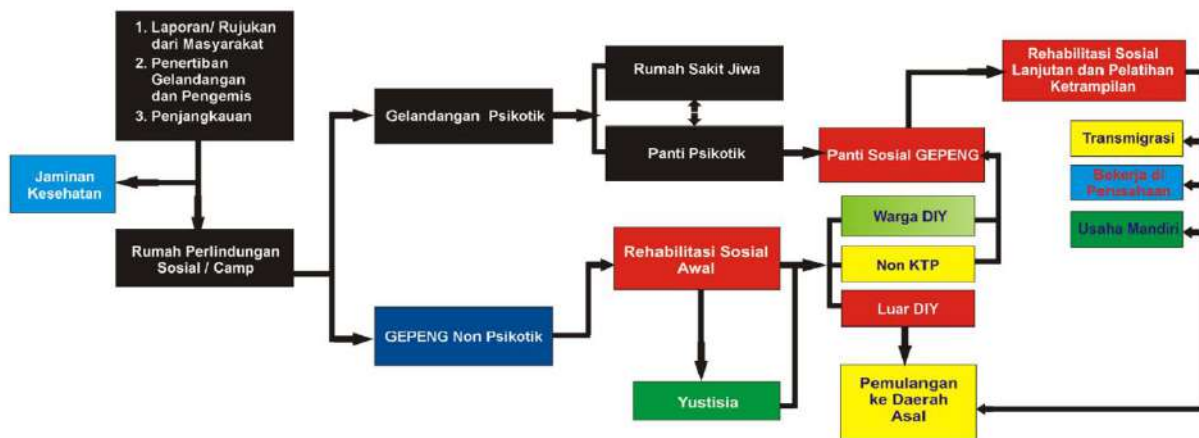 1. Laporan/ Rujukan
dari Masyarakat
2. Penertiban
Gelandangan
dan Pengemis
3. Penjangkauan
Jaminan
Kesehatan
Rumah Perlindungan
Sosial / Camp
Gelandangan Psikotik
GEPENG Non Psikotik
Rumah Sakit Jiwa
Panti Psikotik
Rehabilitasi Sosial
Awal
Yustisia
Panti Sosial GEPENG
Warga DIY
Non KTP
Luar DIY
Pemulangan
ke Daerah
Asal
Rehabilitasi Sosial
Lanjutan dan Pelatihan
Ketrampilan
Transmigrasi
Bekerja di
Perusahaan
Usaha Mandiri